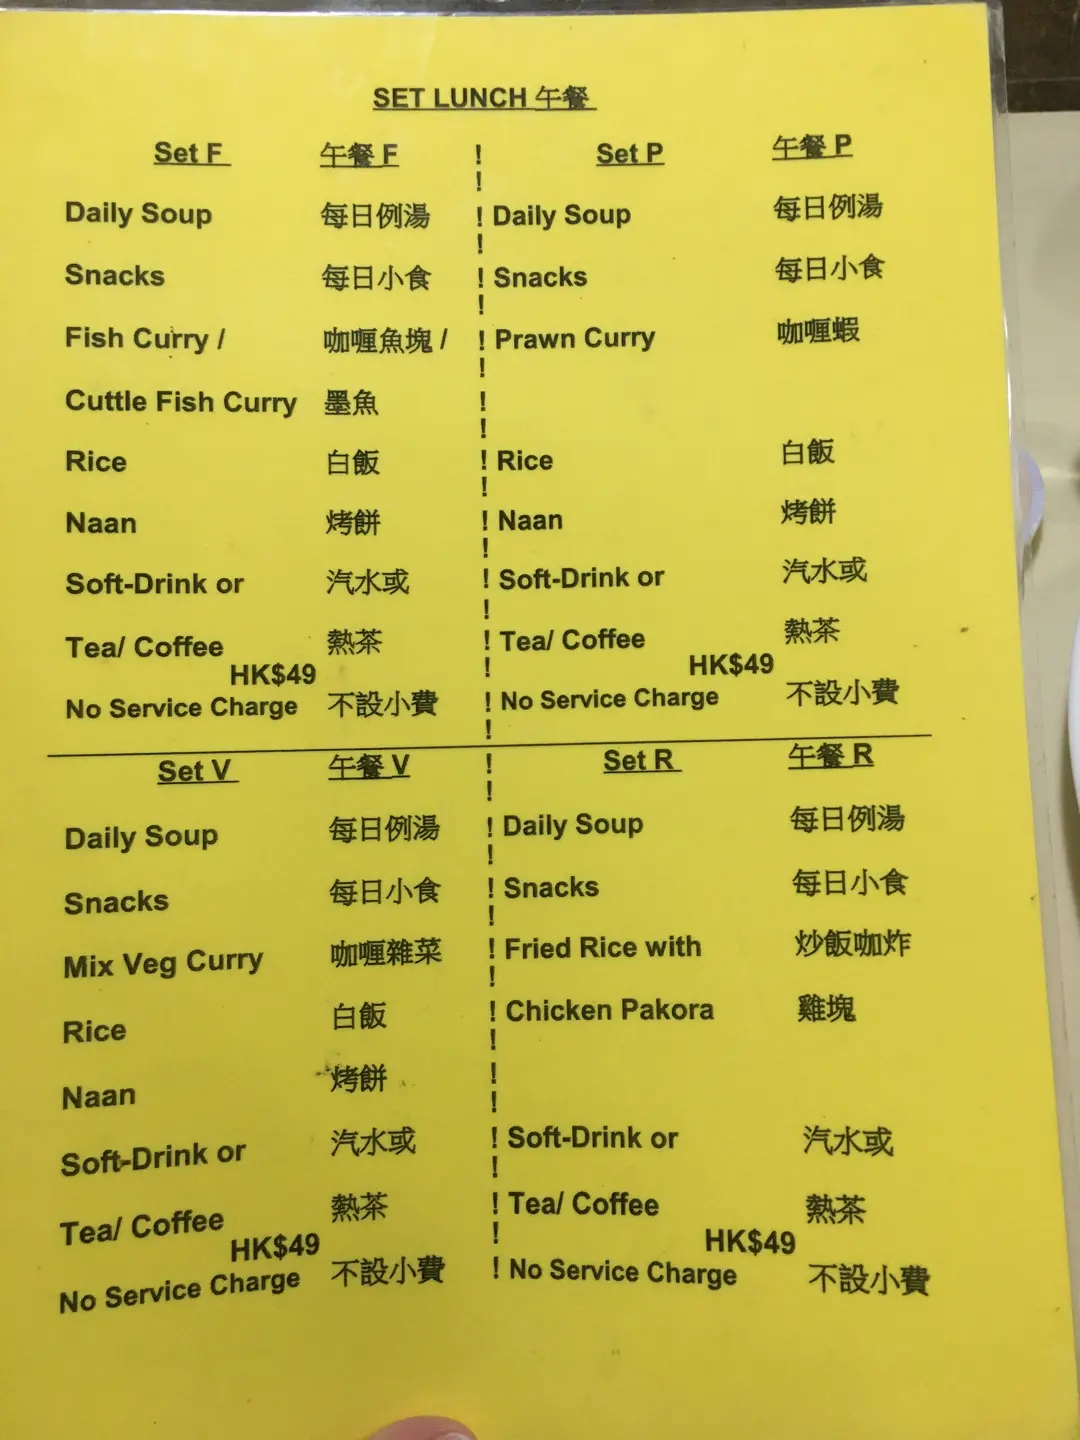 SET LUNCH 午餐
Set F 午餐 F
Daily Soup 每日例湯
Snacks 每日小食
Fish Curry / 咖喱魚塊 /
Cuttle Fish Curry 墨魚
Rice 白飯
Naan 烤餅
Soft-Drink or 汽水或
Tea/ Coffee 熱茶
HK$49
No Service Charge 不設小費
Set P 午餐 P
Daily Soup 每日例湯
Snacks 每日小食
Prawn Curry 咖喱蝦
Rice 白飯
Naan 烤餅
Soft-Drink or 汽水或
Tea/ Coffee 熱茶
HK$49
No Service Charge 不設小費
Set V 午餐 V
Daily Soup 每日例湯
Snacks 每日小食
Mix Veg Curry 咖喱雜菜
Rice 白飯
Naan 烤餅
Soft-Drink or 汽水或
Tea/ Coffee 熱茶
HK$49
No Service Charge 不設小費
Set R 午餐 R
Daily Soup 每日例湯
Snacks 每日小食
Fried Rice with 炒飯咖炸
Chicken Pakora 雞塊
Soft-Drink or 汽水或
Tea/ Coffee 熱茶
HK$49
No Service Charge 不設小費